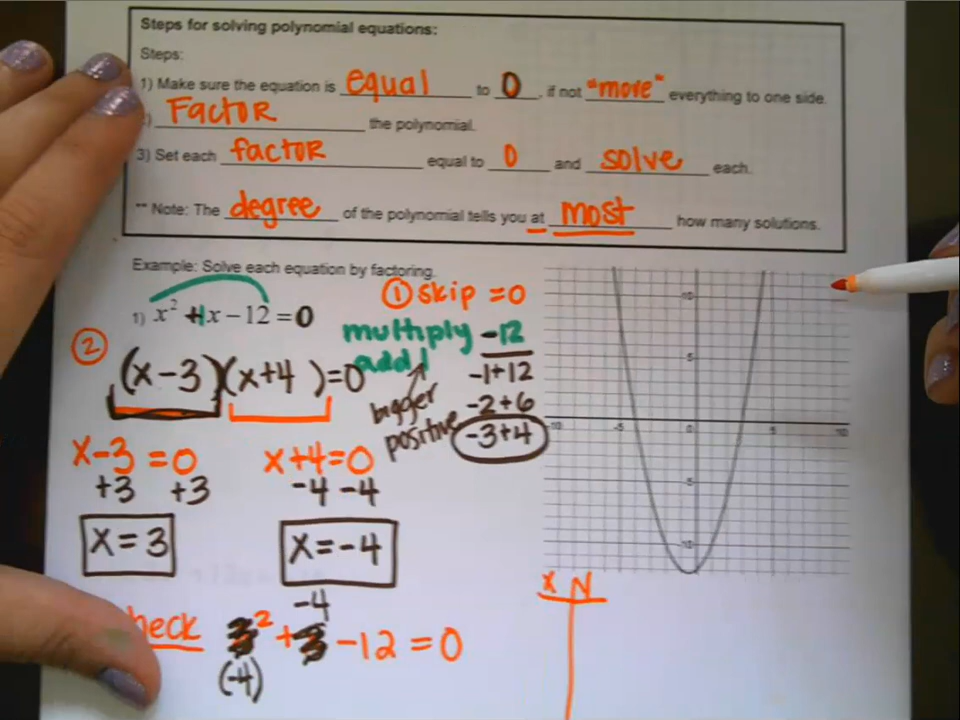 Steps for solving polynomial equations:
Steps:
1) Make sure the equation is equal to 0, if not "move" everything to one side.
) Factor the polynomial.
3) Set each factor equal to 0 and solve each.
** Note: The degree of the polynomial tells you at most how many solutions.
Example: Solve each equation by factoring.
1) x² + 1x − 12 = 0
① skip = 0
multiply -12
add 1
-1+12
-2+6
-3+4
bigger positive
②
(x-3)(x+4)=0
x-3=0
+3 +3
x=3
x+4=0
-4 -4
x=-4
heck 3² + 3 - 12 = 0
-4
(-4)
x N
-10 -5 0 5 10
10
5
-5
-10